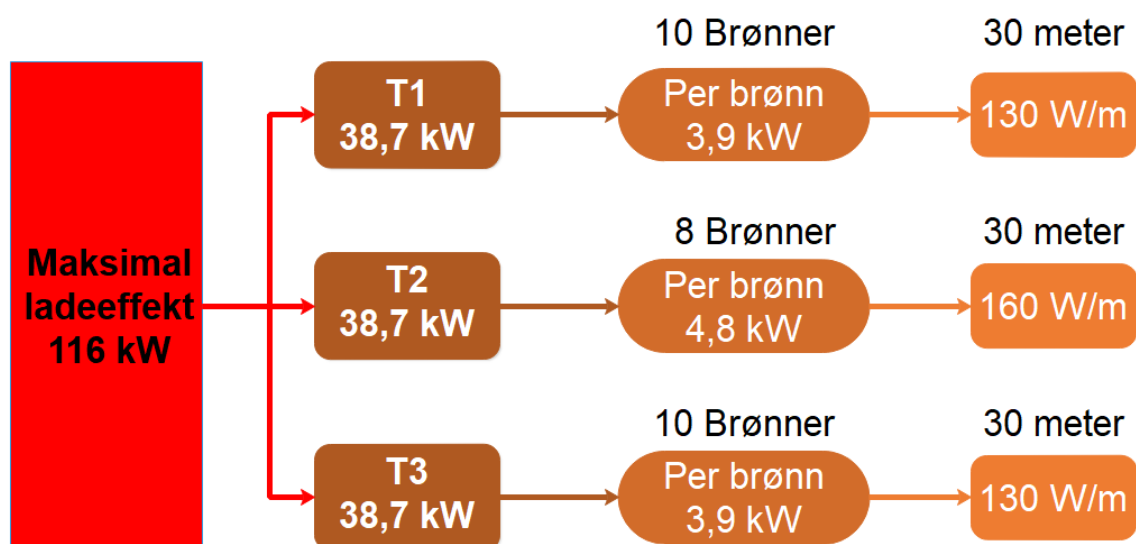 Maksimal
ladeeffekt
116 kW
10 Brønner
30 meter
T1
38,7 kW
Per brønn
3,9 kW
130 W/m
8 Brønner
30 meter
T2
38,7 kW
Per brønn
4,8 kW
160 W/m
10 Brønner
30 meter
T3
38,7 kW
Per brønn
3,9 kW
130 W/m